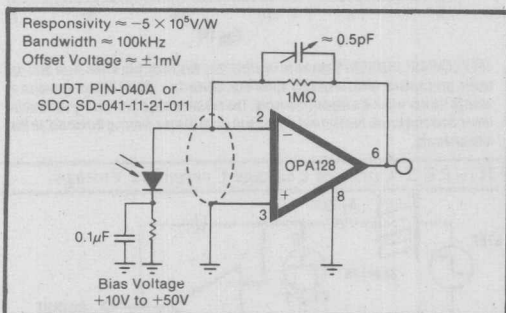 Responsivity ≈ −5 × 10⁵V/W
Bandwidth ≈ 100kHz
Offset Voltage ≈ ±1mV
UDT PIN-040A or
SDC SD-041-11-21-011
≈ 0.5pF
1MΩ
2
−
OPA128
6
+
8
3
0.1μF
Bias Voltage
+10V to +50V